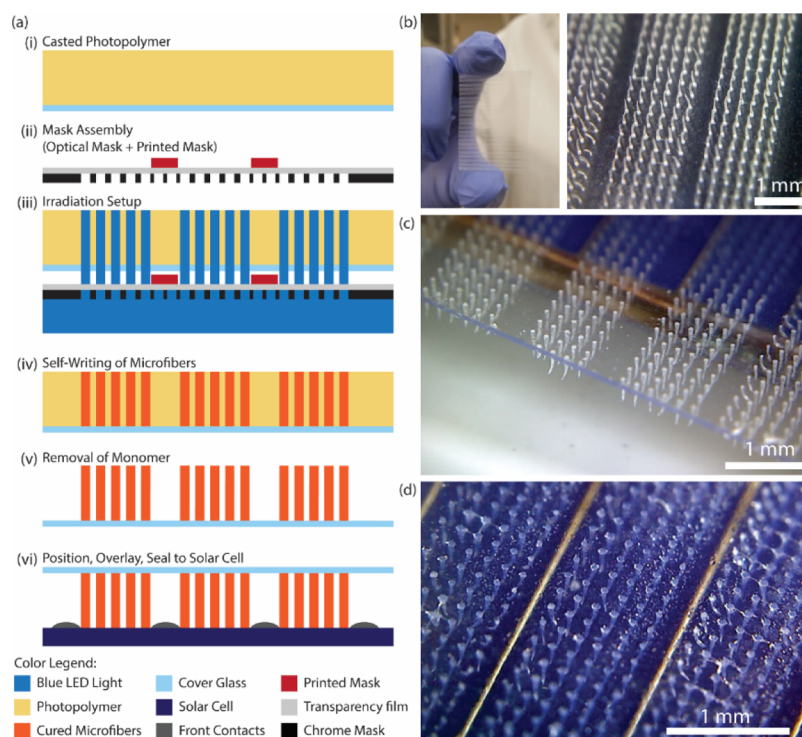 (a)
(i) Casted Photopolymer
(ii) Mask Assembly
(Optical Mask + Printed Mask)
(iii) Irradiation Setup
(iv) Self-Writing of Microfibers
(v) Removal of Monomer
(vi) Position, Overlay, Seal to Solar Cell
Color Legend:
Blue LED Light
Cover Glass
Printed Mask
Photopolymer
Solar Cell
Transparency film
Cured Microfibers
Front Contacts
Chrome Mask
(b)
1 mm
(c)
1 mm
(d)
1 mm